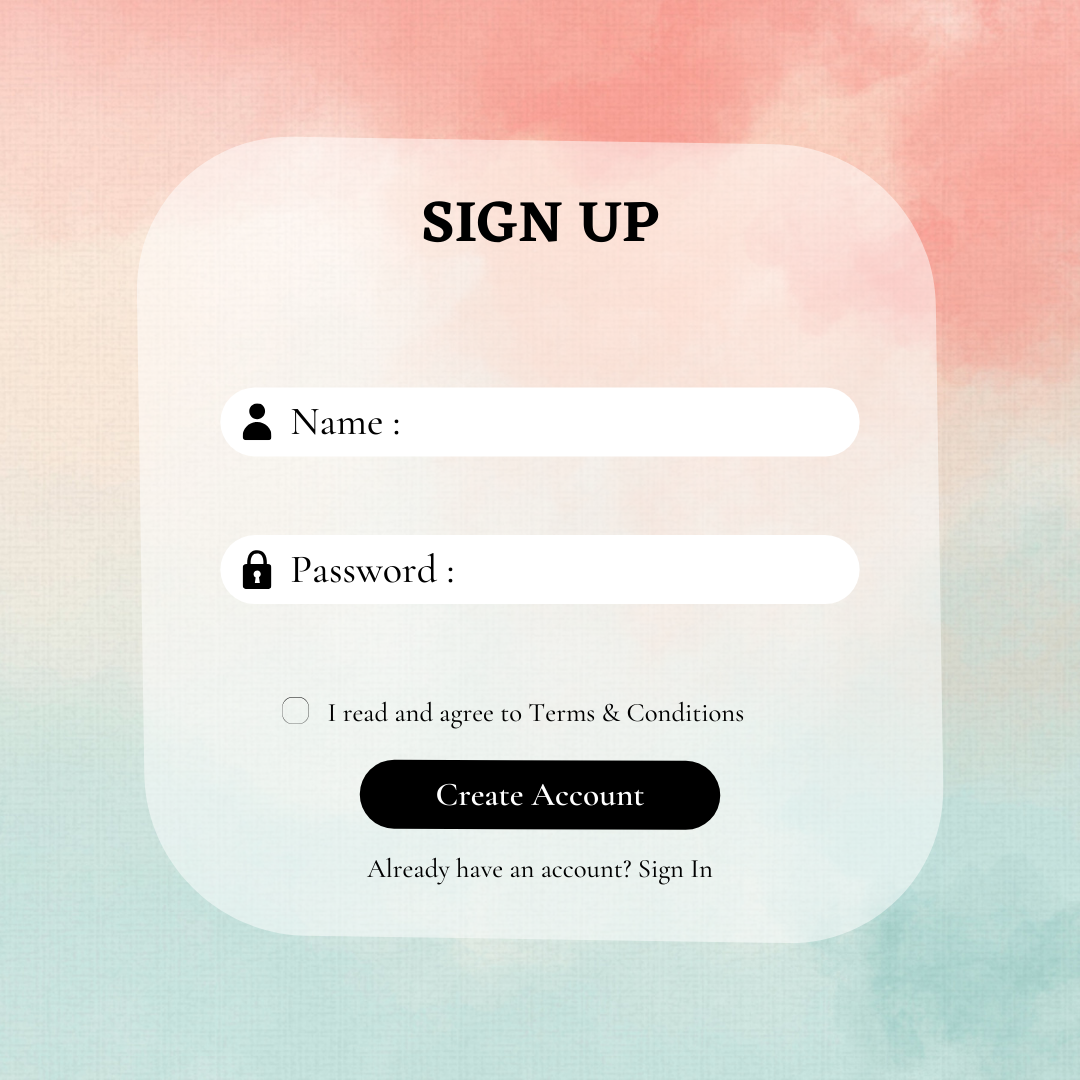 SIGN UP
Name :
Password :
I read and agree to Terms & Conditions
Create Account
Already have an account? Sign In